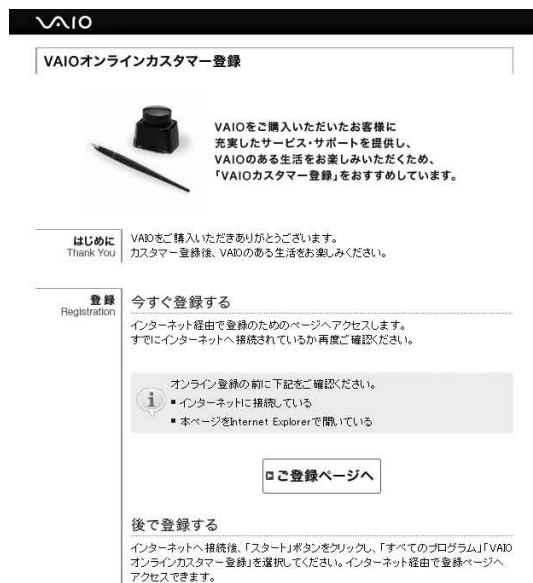 VAIO
VAIOオンラインカスタマー登録
VAIOをご購入いただいたお客様に
充実したサービス・サポートを提供し、
VAIOのある生活をお楽しみいただくため、
「VAIOカスタマー登録」をおすすめしています。
はじめに
Thank You
VAIOをご購入いただきありがとうございます。
カスタマー登録後、VAIOのある生活をお楽しみください。
登録
Registration
今すぐ登録する
インターネット経由で登録のためのページへアクセスします。
すでにインターネットへ接続されているか再度ご確認ください。
オンライン登録の前に下記をご確認ください。
■ インターネットに接続している
■ 本ページをInternet Explorerで開いている
ご登録ページへ
後で登録する
インターネットへ接続後、「スタート」ボタンをクリックし、「すべてのプログラム」「VAIO
オンラインカスタマー登録」を選択してください。インターネット経由で登録ページへ
アクセスできます。